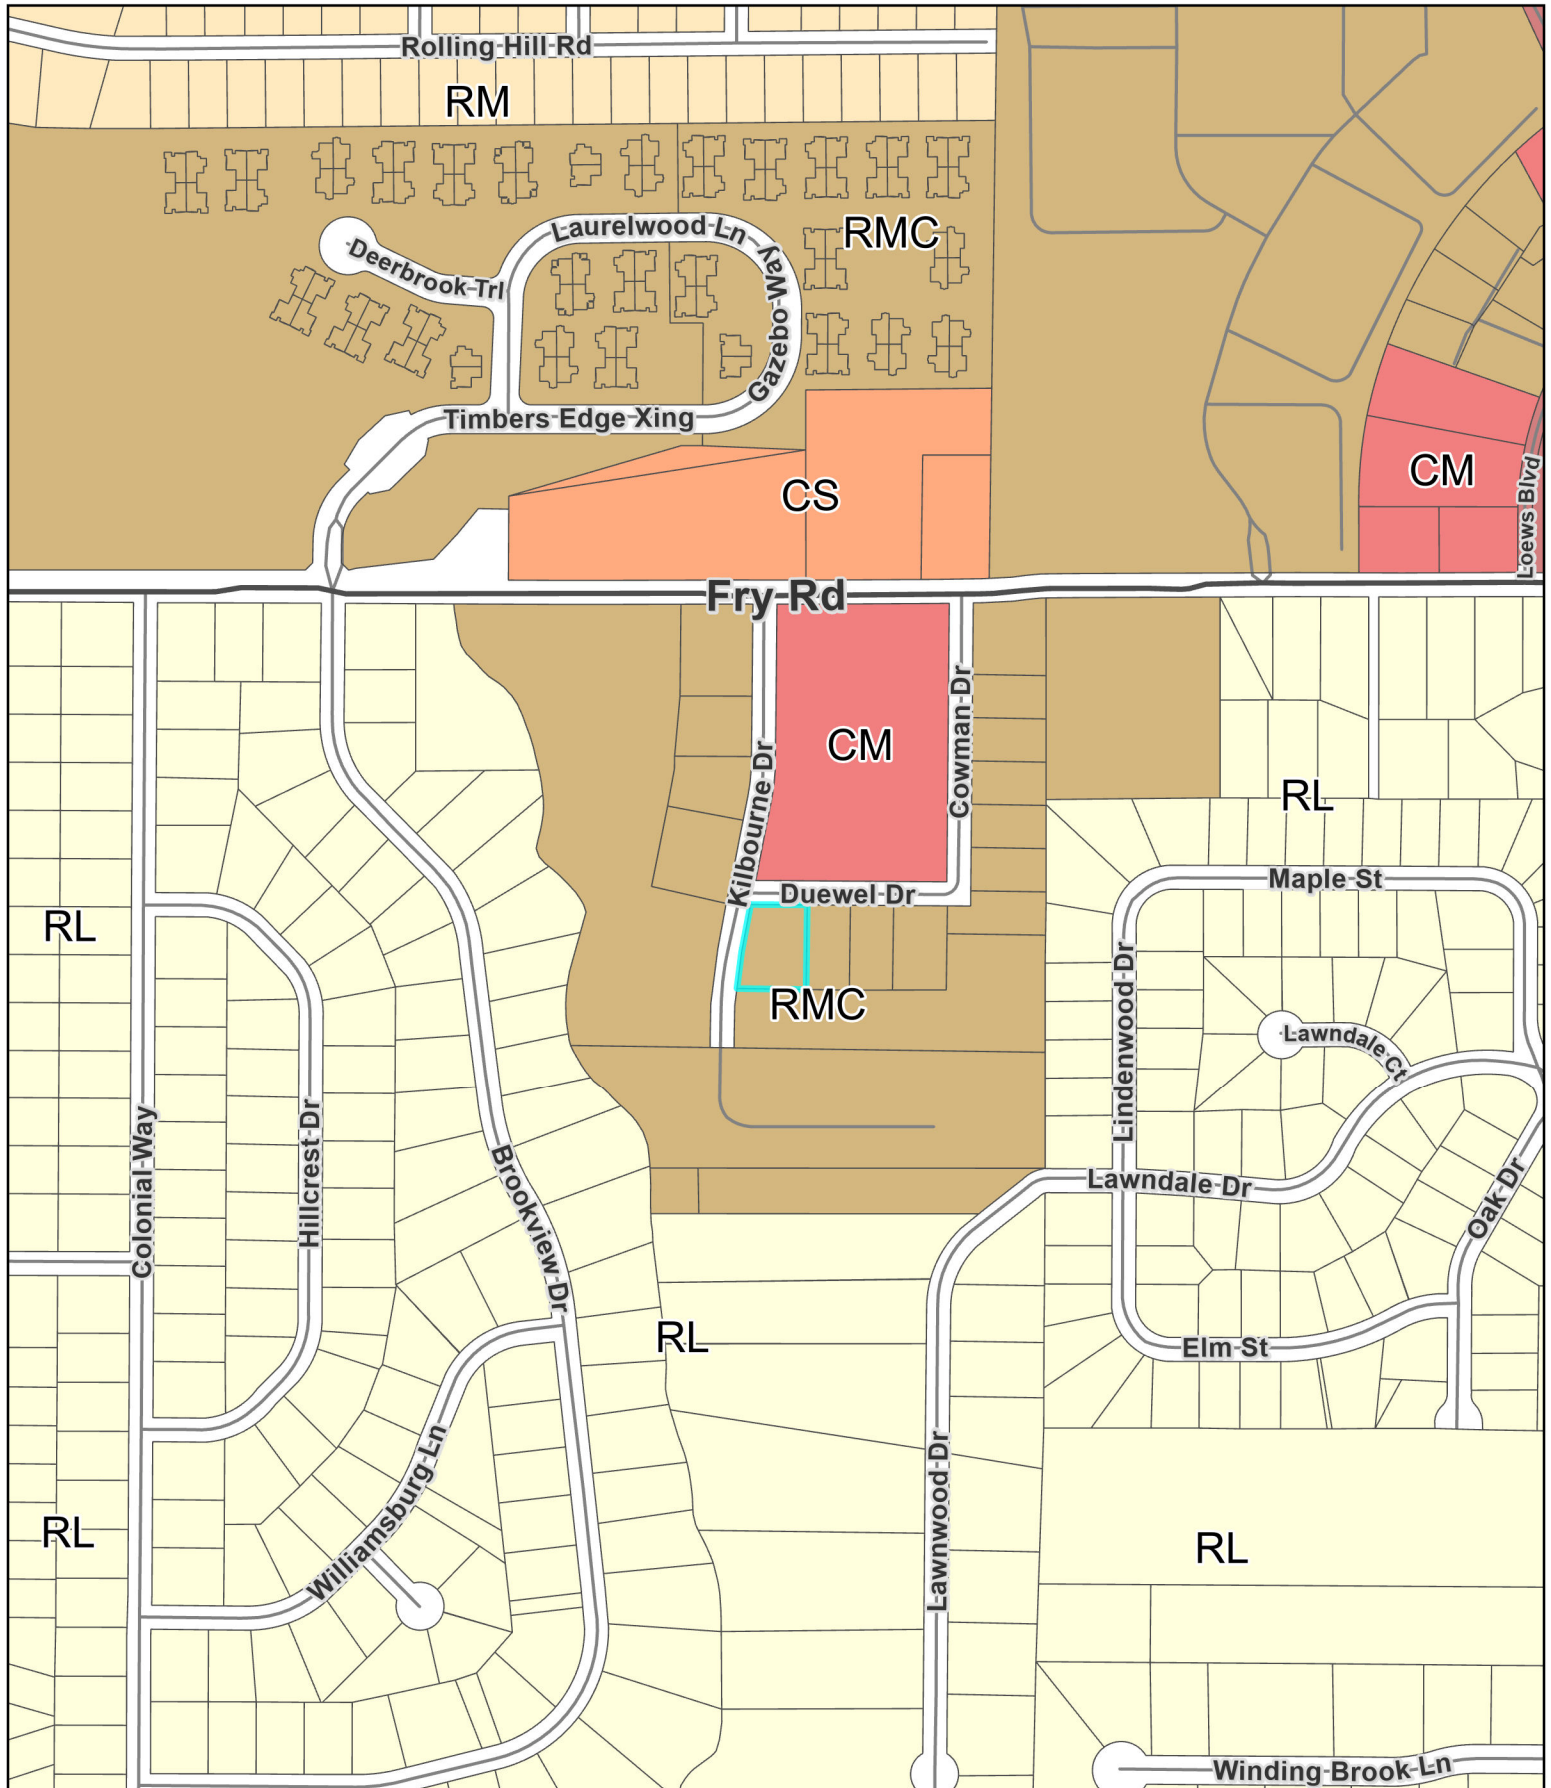 Rolling Hill Rd
RM
Laurelwood Ln
RMC
Deerbrook Trl
Gazebo Way
Timbers Edge Xing
CS
CM
Loews Blvd
Fry Rd
CM
Cowman Dr
Kilbourne Dr
RL
Duewel Dr
Maple St
RL
RMC
Lindenwood Dr
Lawndale Ct
Colonial Way
Hillcrest Dr
Brookview Dr
Lawndale Dr
Oak Dr
RL
Elm St
Williamsburg Ln
Lawnwood Dr
RL
RL
Winding Brook Ln